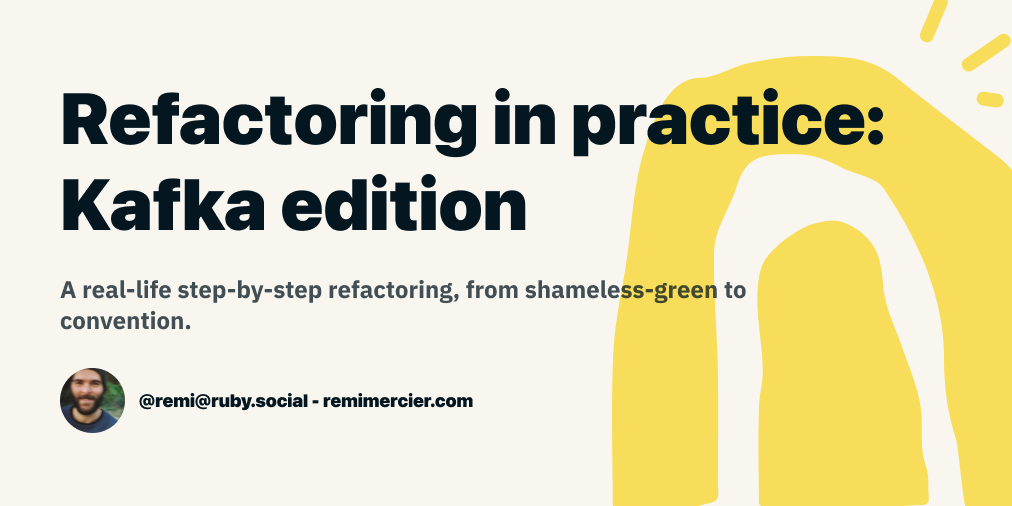 Refactoring in practice:
Kafka edition
A real-life step-by-step refactoring, from shameless-green to
convention.
@remi@ruby.social - remimercier.com